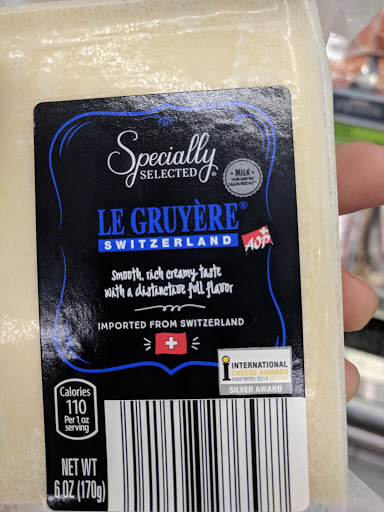 Specially
SELECTED®
MILK
LE GRUYÈRE®
SWITZERLAND
AOP
Smooth, rich creamy taste
with a distinctive full flavor
IMPORTED FROM SWITZERLAND
INTERNATIONAL
CHEESE AWARDS
SILVER AWARD
Calories
110
Per 1 oz
serving
NET WT
6 OZ (170g)